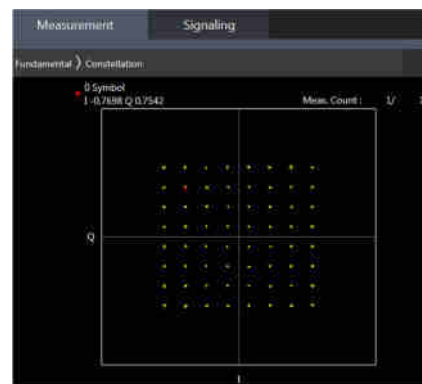 Measurement Signaling
Fundamental ❭ Constellation
0 Symbol
I -0.7698 Q 0.7542 Meas. Count : 1/
Q
I